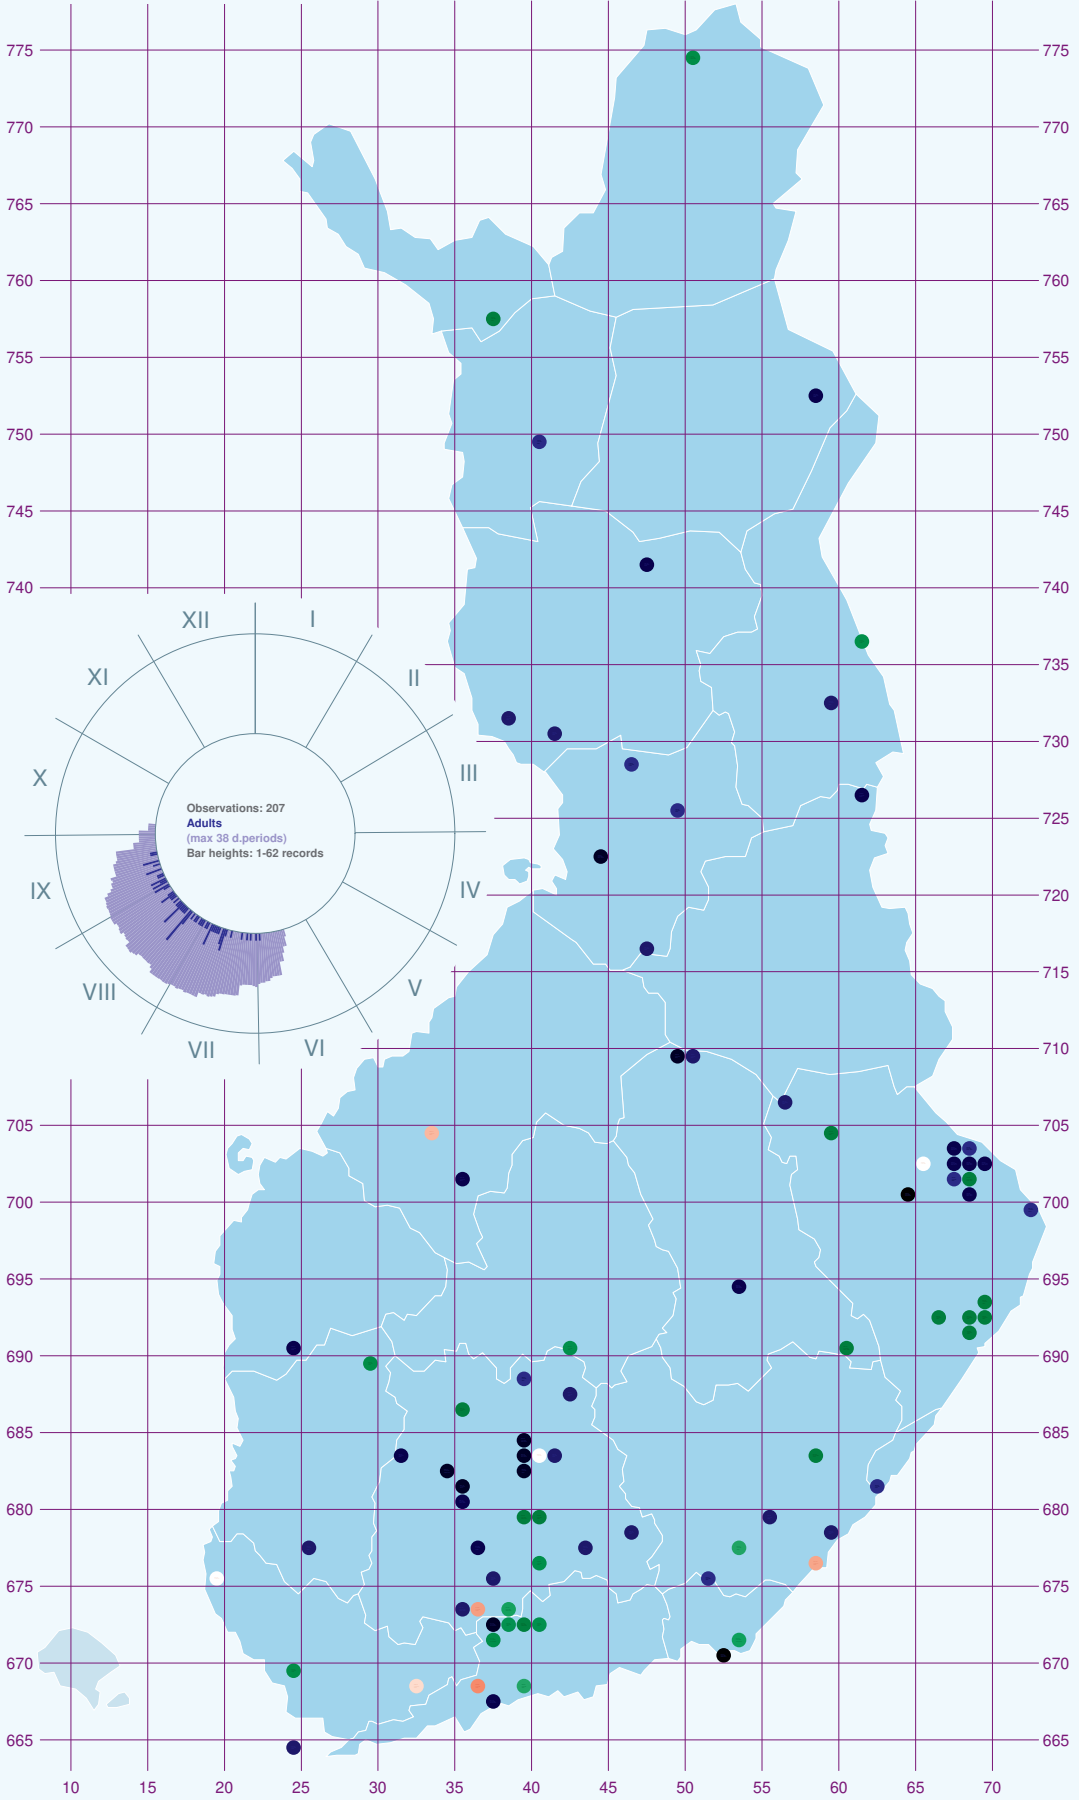 775 775
770 770
765 765
760 760
755 755
750 750
745 745
740 740
735
730
725
720
715
710
705 705
700 700
695 695
690 690
685 685
680 680
675 675
670 670
665 665
10 15 20 25 30 35 40 45 50 55 60 65 70
XII I
XI II
X III
IX IV
VIII V
VII VI
Observations: 207
Adults
(max 38 d.periods)
Bar heights: 1-62 records